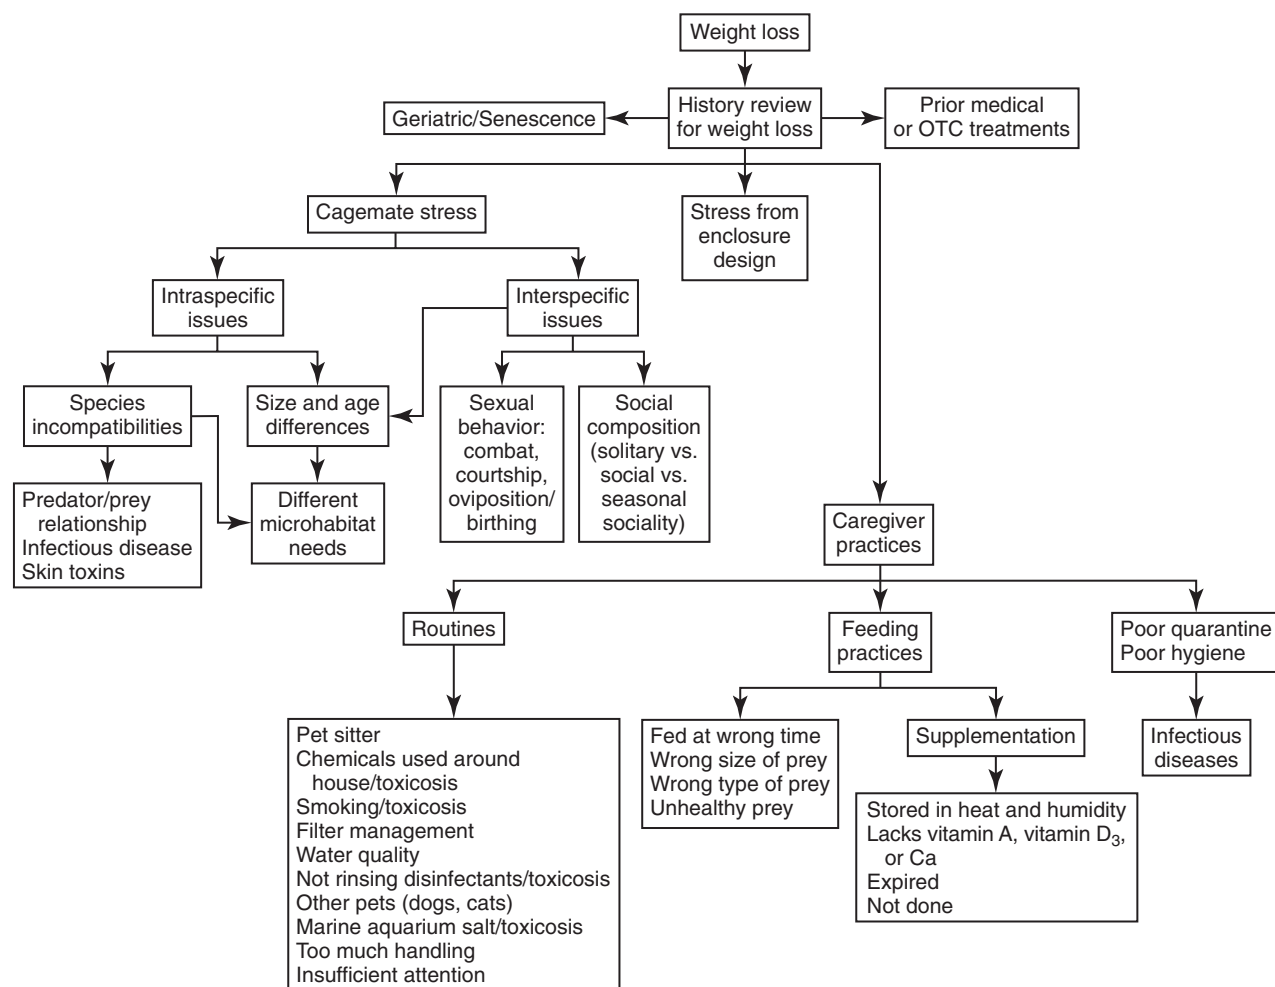 Weight loss
Geriatric/Senescence
History review
for weight loss
Prior medical
or OTC treatments
Cagemate stress
Stress from
enclosure
design
Intraspecific
issues
Interspecific
issues
Species
incompatibilities
Size and age
differences
Sexual
behavior:
combat,
courtship,
oviposition/
birthing
Social
composition
(solitary vs.
social vs.
seasonal
sociality)
Predator/prey
relationship
Infectious disease
Skin toxins
Different
microhabitat
needs
Caregiver
practices
Routines
Feeding
practices
Poor quarantine
Poor hygiene
Pet sitter
Chemicals used around
house/toxicosis
Smoking/toxicosis
Filter management
Water quality
Not rinsing disinfectants/toxicosis
Other pets (dogs, cats)
Marine aquarium salt/toxicosis
Too much handling
Insufficient attention
Fed at wrong time
Wrong size of prey
Wrong type of prey
Unhealthy prey
Supplementation
Stored in heat and humidity
Lacks vitamin A, vitamin D₃,
or Ca
Expired
Not done
Infectious
diseases